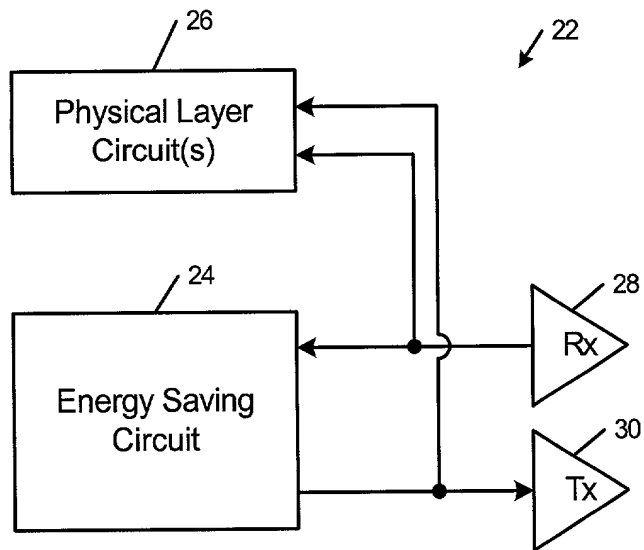 26
22
Physical Layer
Circuit(s)
24
28
Rx
Energy Saving
Circuit
30
Tx